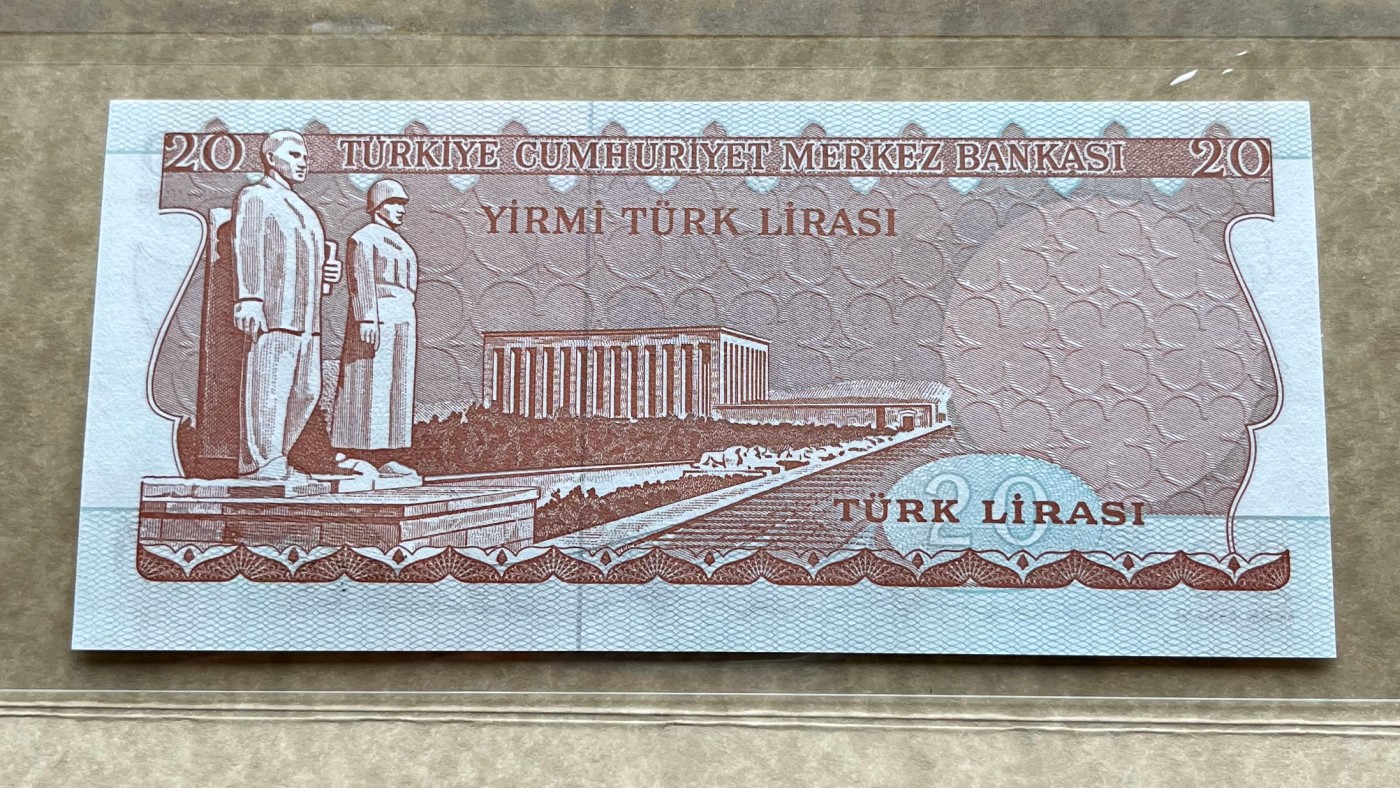 20 TÜRKİYE CUMHURİYET MERKEZ BANKASI 20
YİRMİ TÜRK LİRASI
20
TÜRK LİRASI